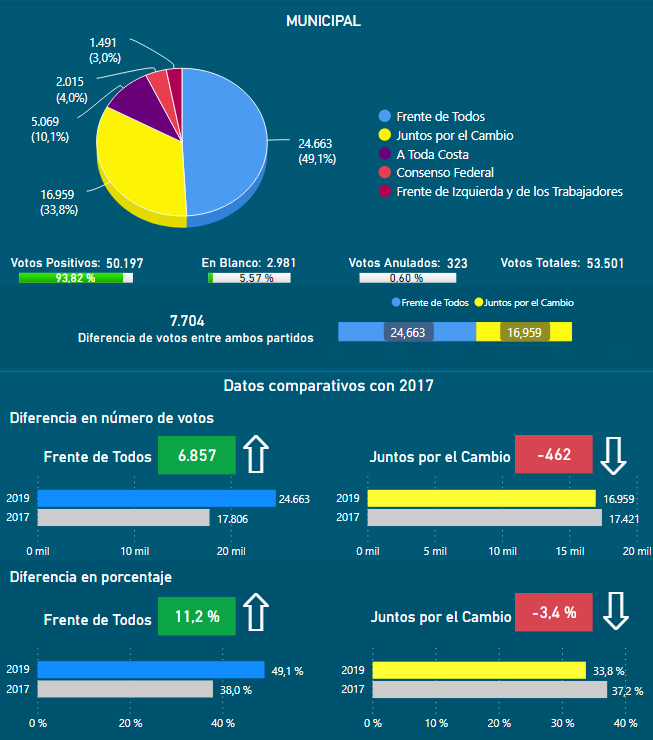 MUNICIPAL
1.491
(3,0%)
2.015
(4,0%)
5.069
(10,1%)
16.959
(33,8%)
24.663
(49,1%)
Frente de Todos
Juntos por el Cambio
A Toda Costa
Consenso Federal
Frente de Izquierda y de los Trabajadores
Votos Positivos: 50.197
93,82 %
En Blanco: 2.981
5,57 %
Votos Anulados: 323
0,60 %
Votos Totales: 53.501
7.704
Diferencia de votos entre ambos partidos
Frente de Todos Juntos por el Cambio
24,663 16,959
Datos comparativos con 2017
Diferencia en número de votos
Frente de Todos 6.857
2019 24.663
2017 17.806
0 mil 10 mil 20 mil
Juntos por el Cambio -462
2019 16.959
2017 17.421
0 mil 5 mil 10 mil 15 mil 20 mil
Diferencia en porcentaje
Frente de Todos 11,2 %
2019 49,1 %
2017 38,0 %
0 % 20 % 40 %
Juntos por el Cambio -3,4 %
2019 33,8 %
2017 37,2 %
0 % 10 % 20 % 30 % 40 %